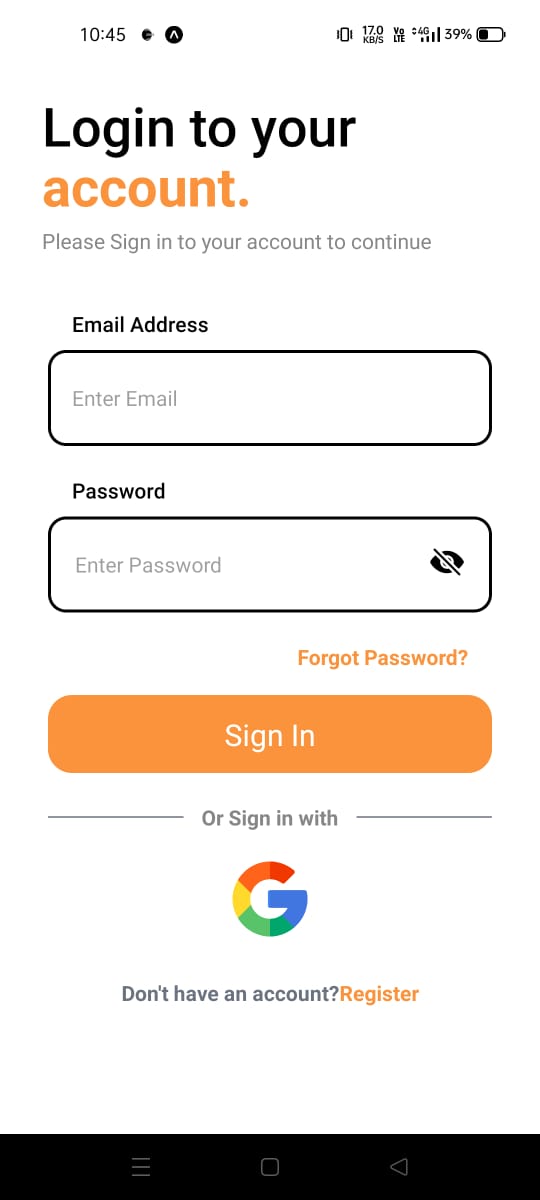 10:45
17.0 KB/S Vo LTE 4G 39%
Login to your
account.
Please Sign in to your account to continue
Email Address
Enter Email
Password
Enter Password
Forgot Password?
Sign In
Or Sign in with
Don't have an account?Register